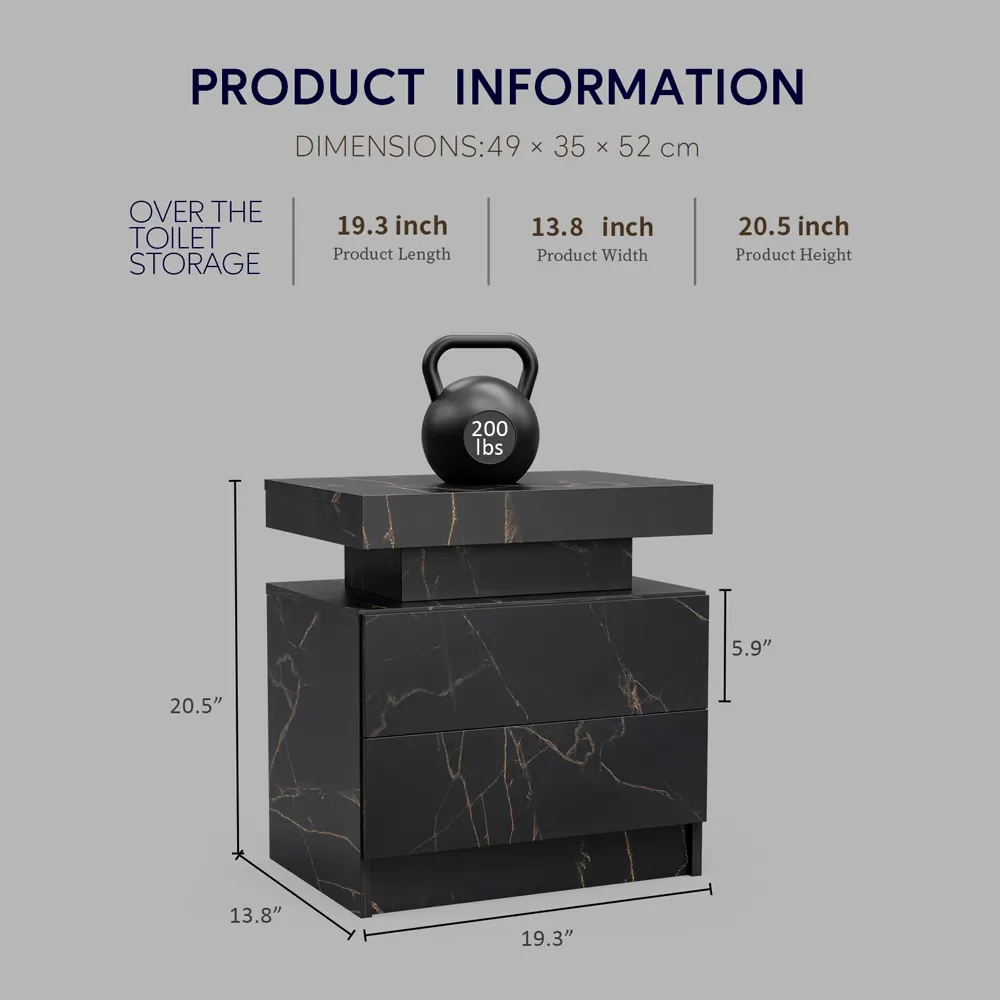 PRODUCT INFORMATION
DIMENSIONS:49 × 35 × 52 cm
OVER THE
TOILET
STORAGE
19.3 inch
Product Length
13.8 inch
Product Width
20.5 inch
Product Height
200
lbs
5.9”
20.5”
13.8”
19.3”